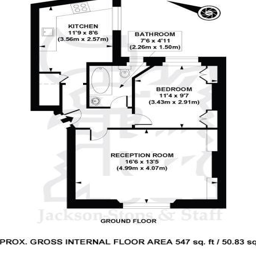 KITCHEN
11'9 x 8'6
(3.56m x 2.57m)
BATHROOM
7'6 x 4'11
(2.26m x 1.50m)
BEDROOM
11'4 x 9'7
(3.43m x 2.91m)
RECEPTION ROOM
16'6 x 13'5
(4.99m x 4.07m)
Jackson Stops & Staff
GROUND FLOOR
PROX. GROSS INTERNAL FLOOR AREA 547 sq. ft / 50.83 sq